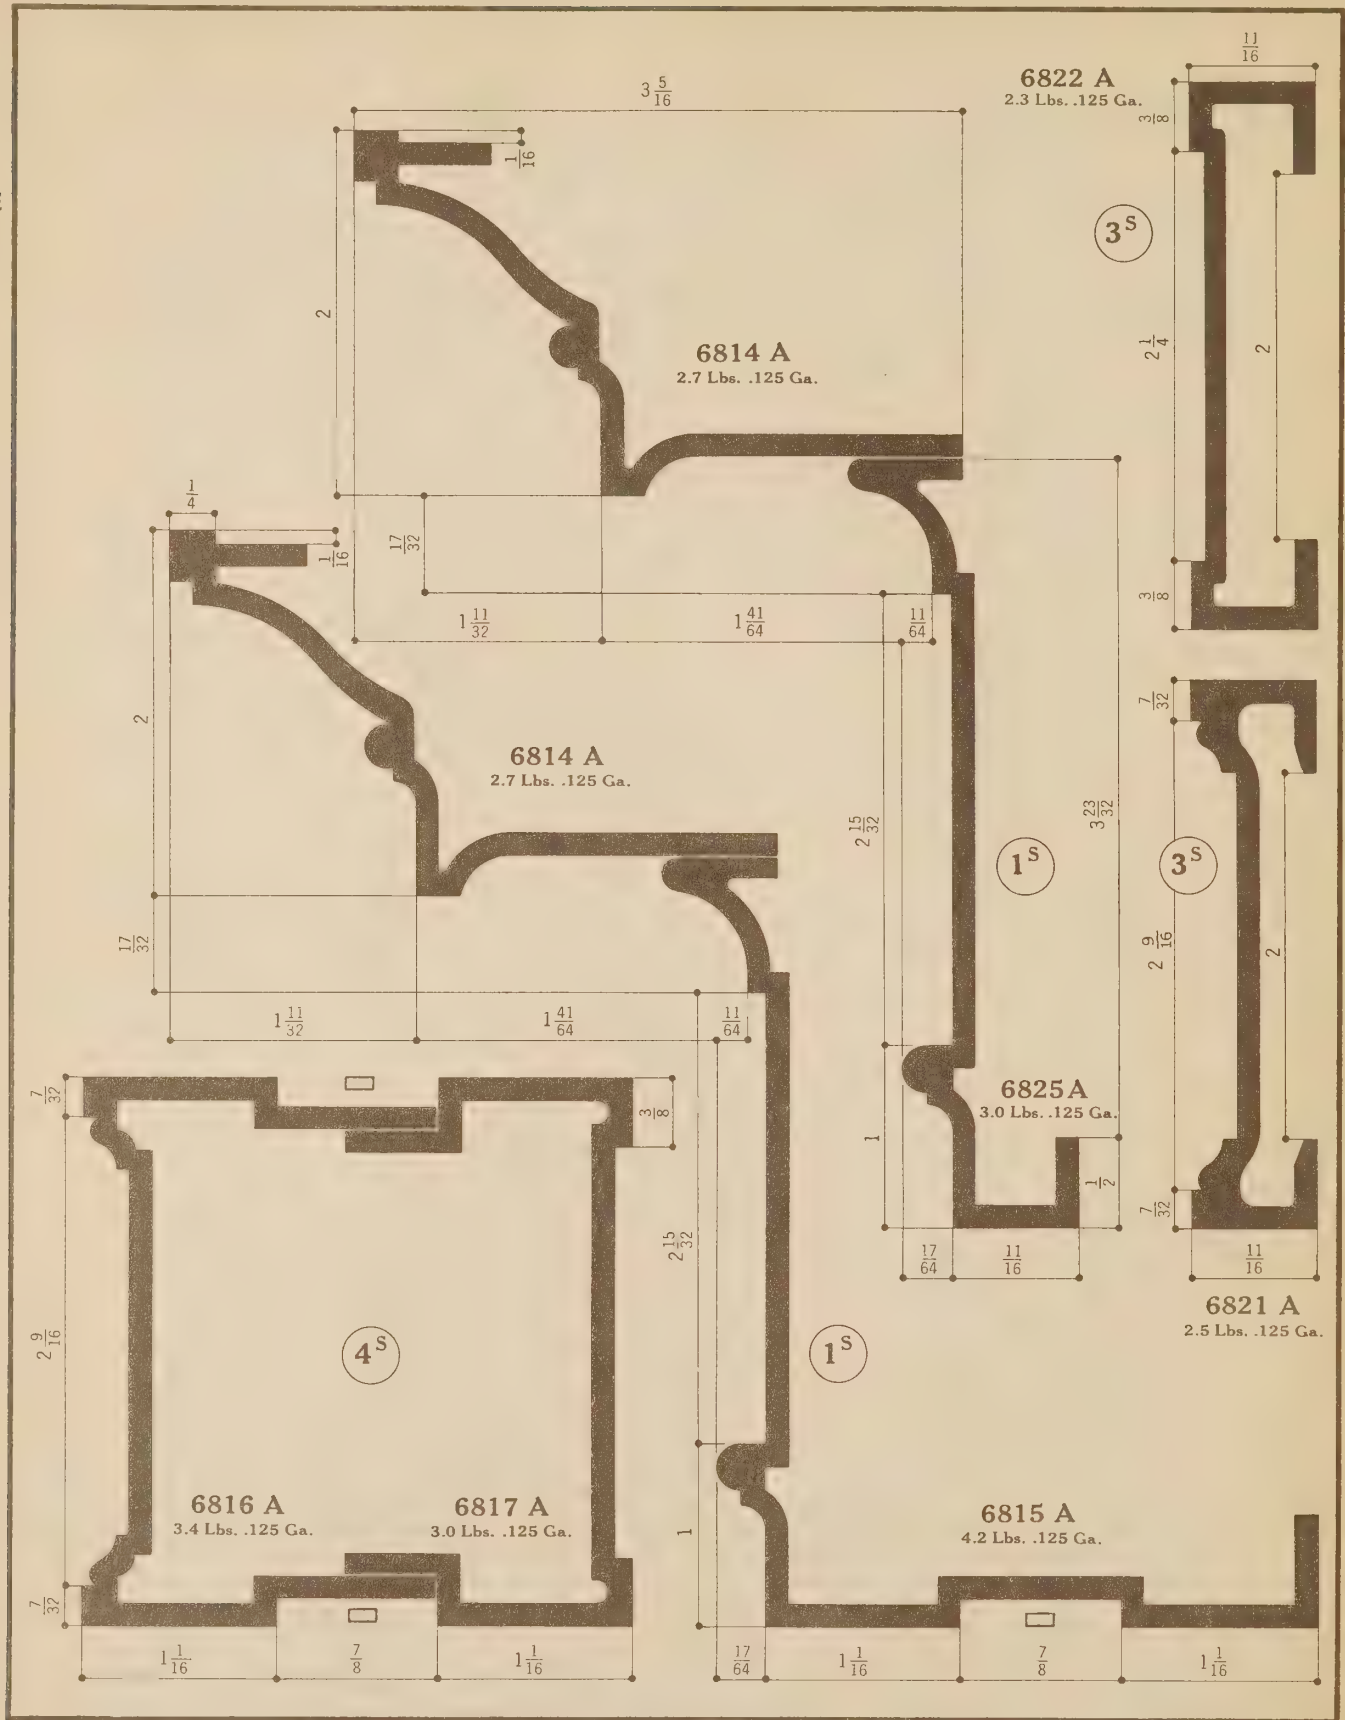 11/16
6822 A
2.3 Lbs. .125 Ga.
3 5/16
3/8
1/16
3S
2
2 1/4
2
6814 A
2.7 Lbs. .125 Ga.
1/4
17/32
1/16
3/8
1 11/32
1 41/64
11/64
7/32
2
6814 A
2.7 Lbs. .125 Ga.
2 15/32
3 23/32
1S
3S
17/32
2 9/16
2
1 11/32
1 41/64
11/64
7/32
3/8
6825 A
3.0 Lbs. .125 Ga.
1
1/2
7/32
2 15/32
17/64
11/16
11/16
6821 A
2.5 Lbs. .125 Ga.
2 9/16
4S
1S
6816 A
3.4 Lbs. .125 Ga.
6817 A
3.0 Lbs. .125 Ga.
6815 A
4.2 Lbs. .125 Ga.
1
7/32
1 1/16
7/8
1 1/16
17/64
1 1/16
7/8
1 1/16